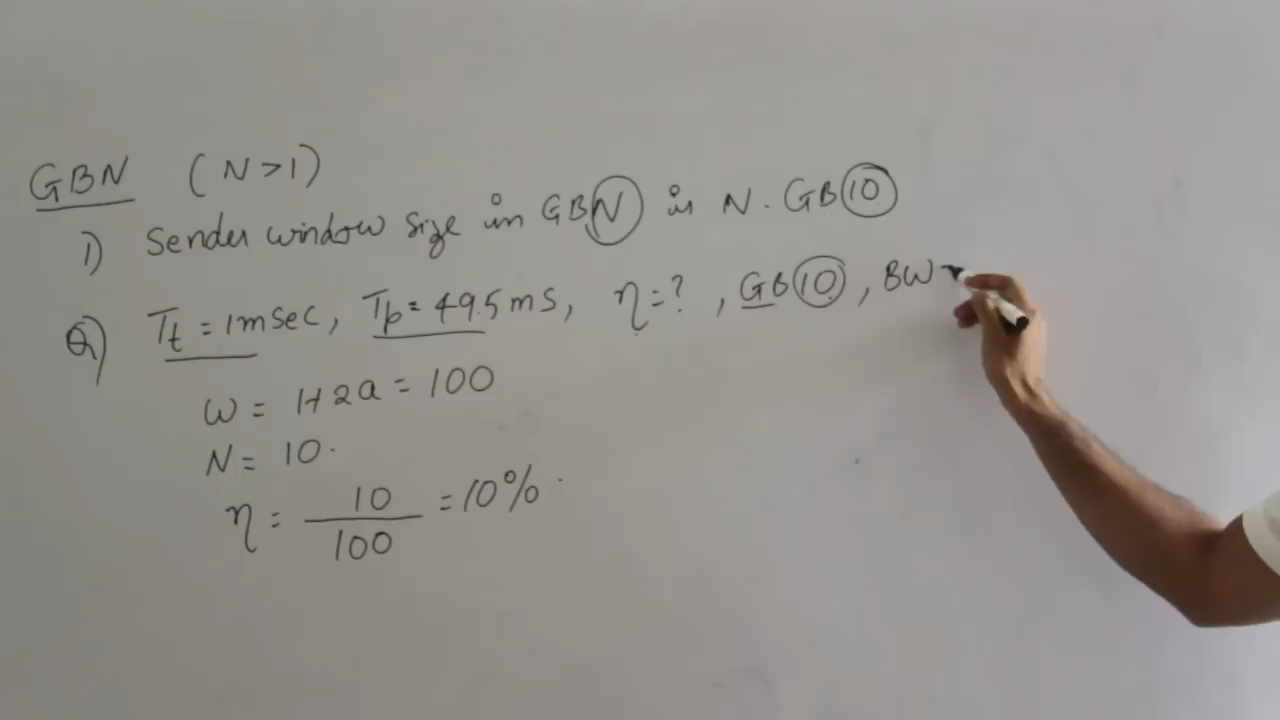 GBN (N>1)
1) Sender window size in GBN is N. GB10
Q) Tt = 1msec, Tp = 49.5ms, η=?, GB10, BW
W = 1+2a = 100
N = 10.
η = 10/100 = 10%.